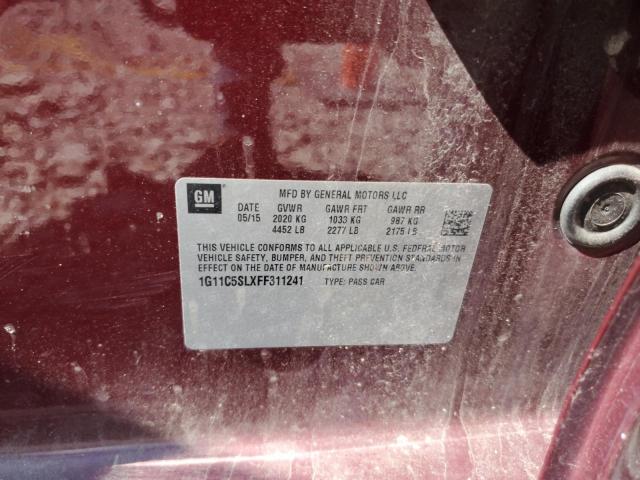 GM
MFD BY GENERAL MOTORS LLC
DATE GVWR GAWR FRT GAWR RR
05/15 2020 KG 1033 KG 987 KG
4452 LB 2277 LB 2175 LB
THIS VEHICLE CONFORMS TO ALL APPLICABLE U.S. FEDERAL MOTOR
VEHICLE SAFETY, BUMPER, AND THEFT PREVENTION STANDARDS IN
EFFECT ON THE DATE OF MANUFACTURE SHOWN ABOVE.
1G11C5SLXFF311241 TYPE: PASS CAR